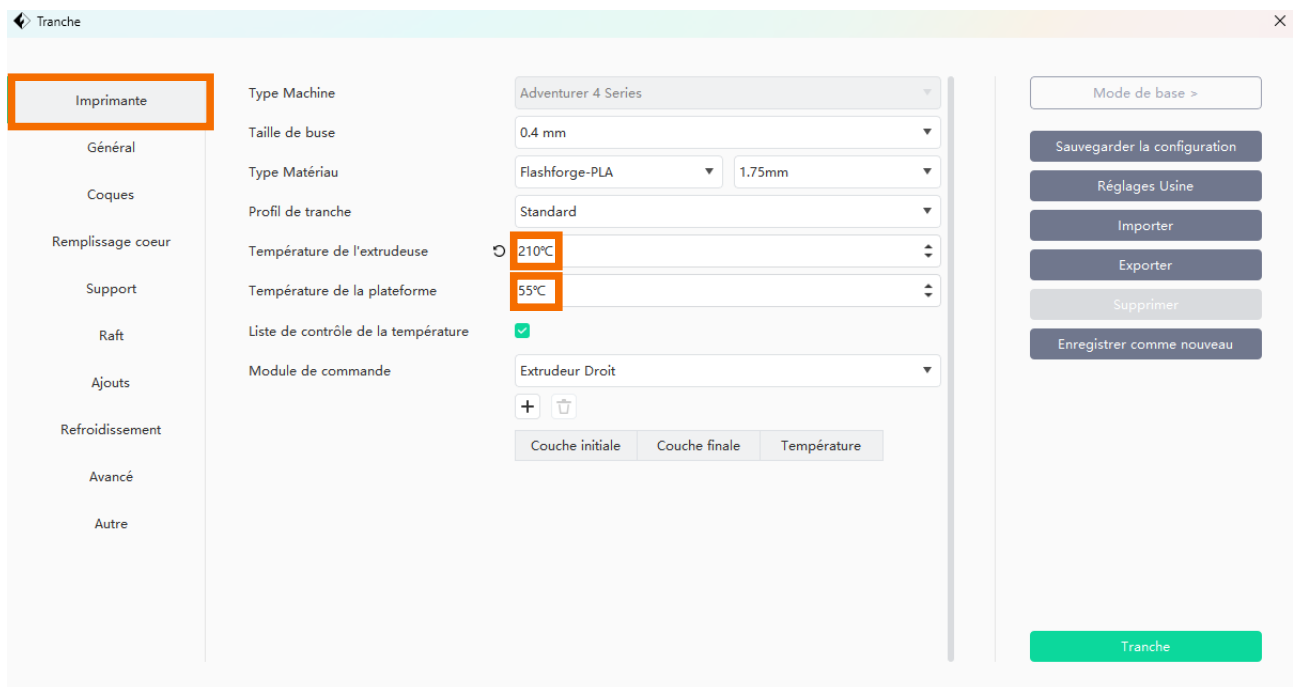 Tranche
Imprimante
Général
Coques
Remplissage coeur
Support
Raft
Ajouts
Refroidissement
Avancé
Autre
Type Machine Adventurer 4 Series
Taille de buse 0.4 mm
Type Matériau Flashforge-PLA 1.75mm
Profil de tranche Standard
Température de l'extrudeuse 210℃
Température de la plateforme 55℃
Liste de contrôle de la température
Module de commande Extrudeur Droit
Couche initiale Couche finale Température
Mode de base >
Sauvegarder la configuration
Réglages Usine
Importer
Exporter
Supprimer
Enregistrer comme nouveau
Tranche